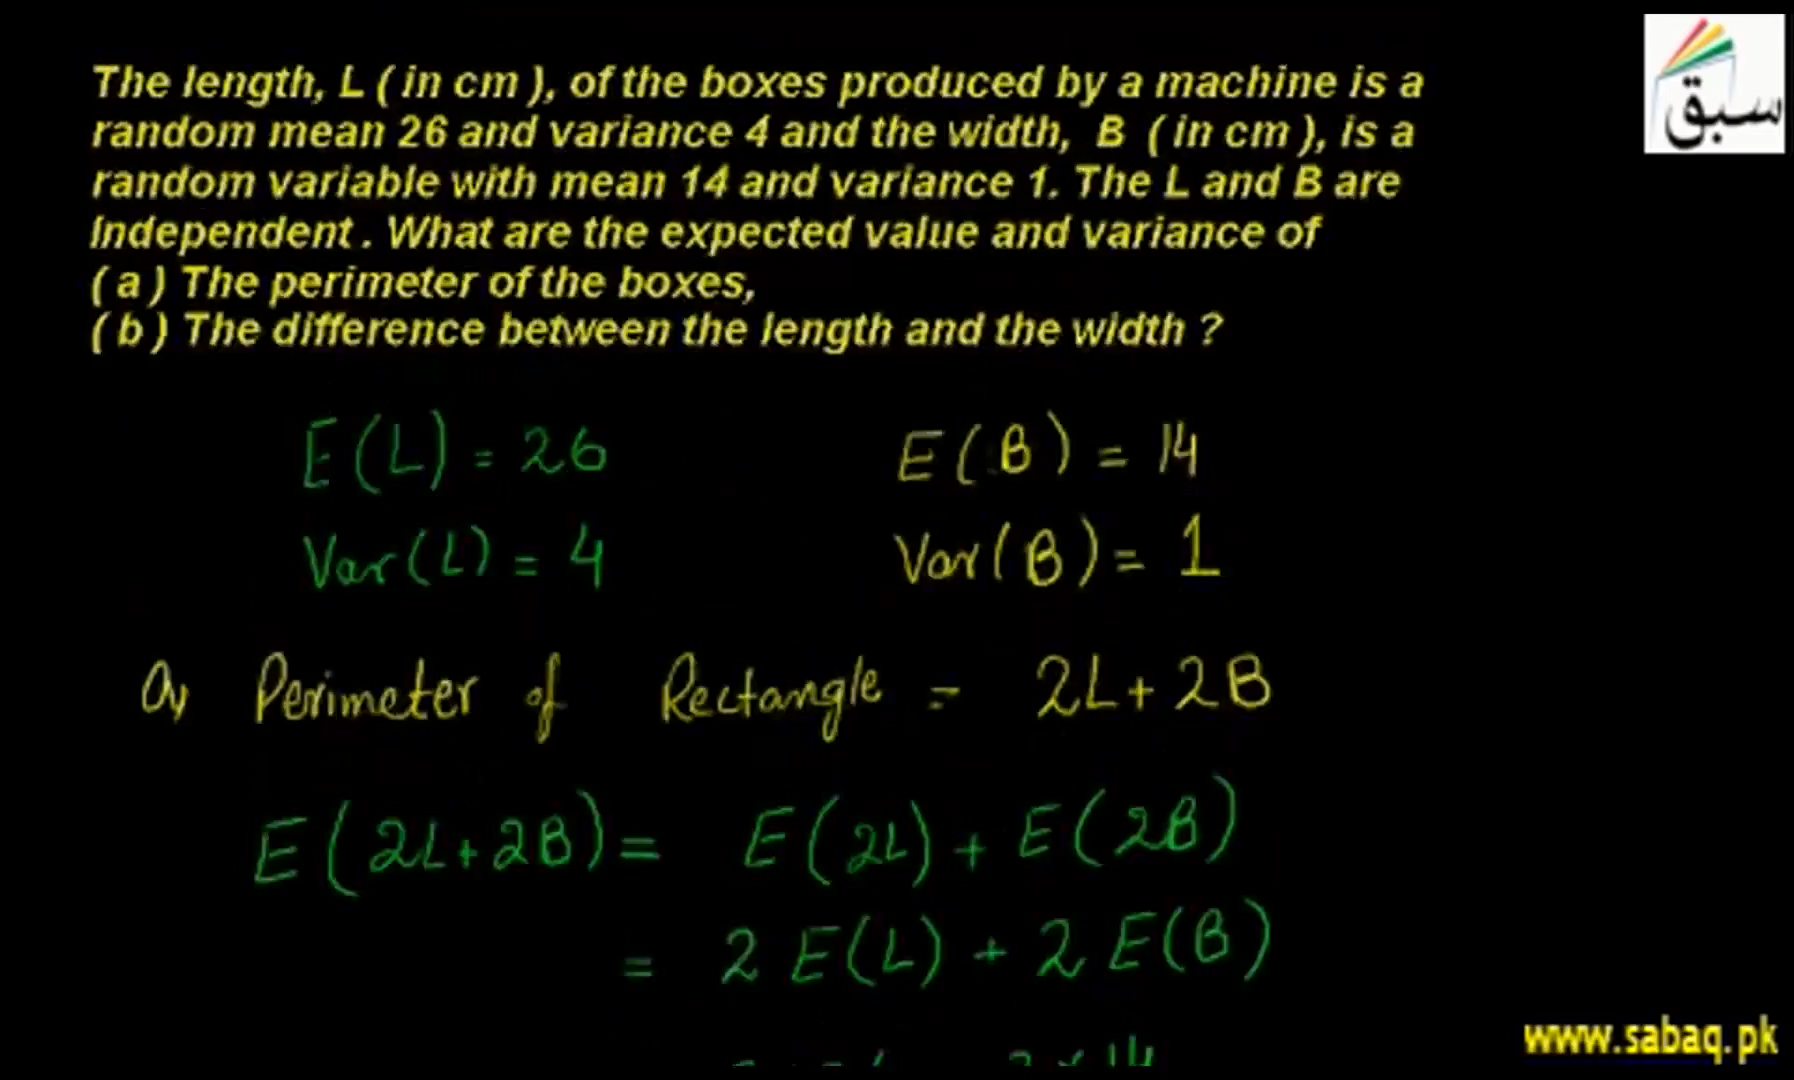 سبق
The length, L ( in cm ), of the boxes produced by a machine is a
random mean 26 and variance 4 and the width, B ( in cm ), is a
random variable with mean 14 and variance 1. The L and B are
Independent . What are the expected value and variance of
( a ) The perimeter of the boxes,
( b ) The difference between the length and the width ?
E(L) = 26 E(B) = 14
Var(L) = 4 Var(B) = 1
a) Perimeter of Rectangle = 2L+2B
E(2L+2B) = E(2L) + E(2B)
= 2 E(L) + 2 E(B)
www.sabaq.pk